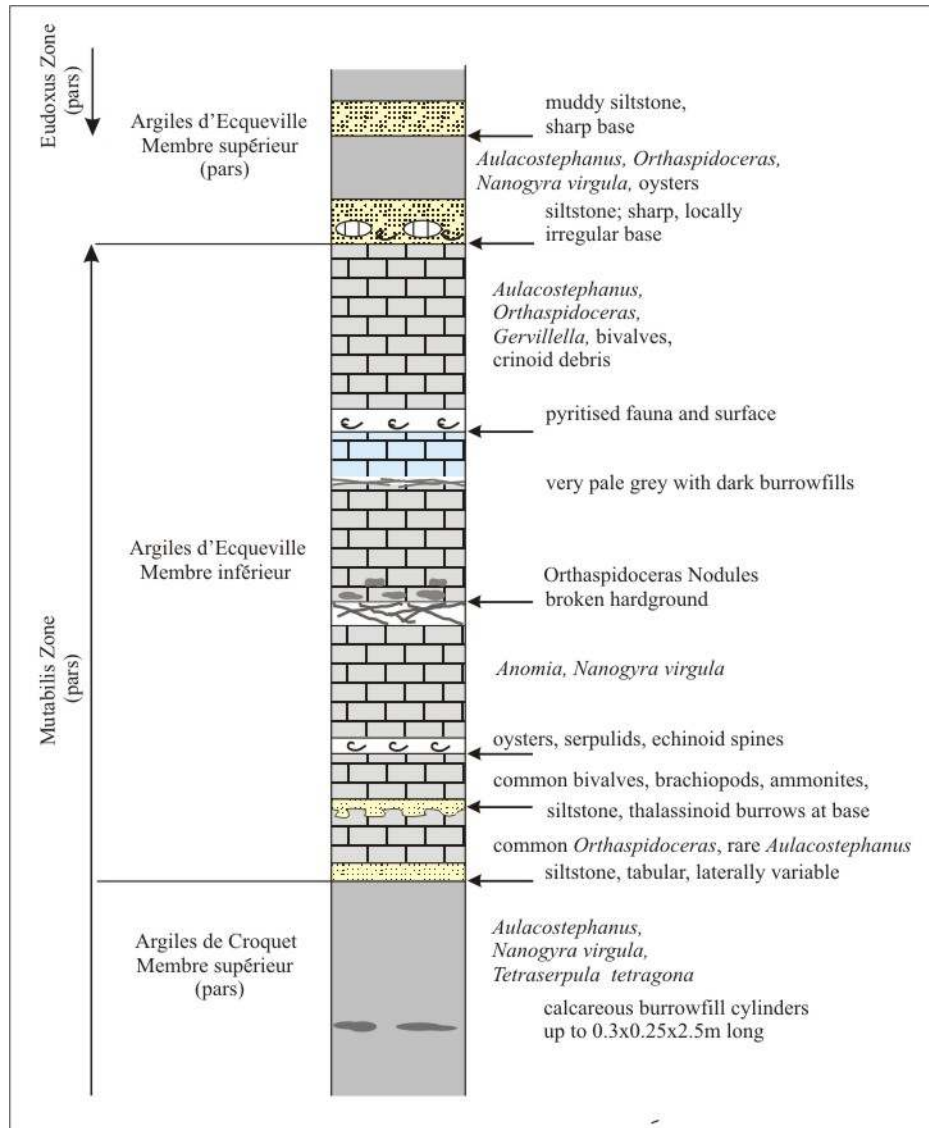 Eudoxus Zone
(pars)
Argiles d'Ecqueville
Membre supérieur
(pars)
muddy siltstone,
sharp base
Aulacostephanus, Orthaspidoceras,
Nanogyra virgula, oysters
siltstone; sharp, locally
irregular base
Aulacostephanus,
Orthaspidoceras,
Gervillella, bivalves,
crinoid debris
pyritised fauna and surface
very pale grey with dark burrowfills
Argiles d'Ecqueville
Membre inférieur
Orthaspidoceras Nodules
broken hardground
Mutabilis Zone
(pars)
Anomia, Nanogyra virgula
oysters, serpulids, echinoid spines
common bivalves, brachiopods, ammonites,
siltstone, thalassinoid burrows at base
common Orthaspidoceras, rare Aulacostephanus
siltstone, tabular, laterally variable
Argiles de Croquet
Membre supérieur
(pars)
Aulacostephanus,
Nanogyra virgula,
Tetraserpula tetragona
calcareous burrowfill cylinders
up to 0.3x0.25x2.5m long